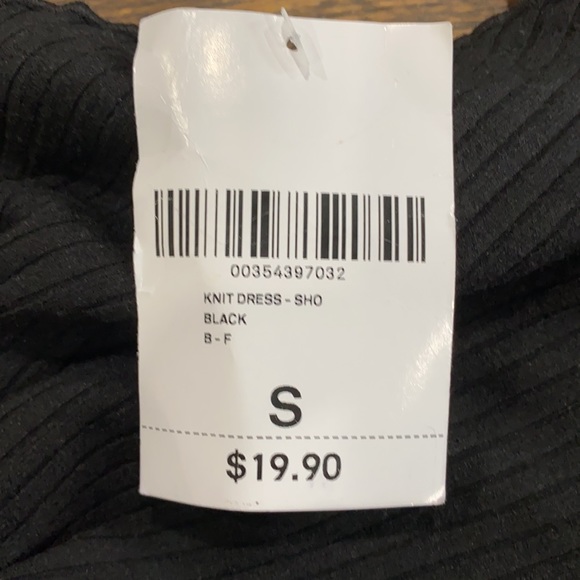 00354397032
KNIT DRESS - SHO
BLACK
B - F
S
$19.90